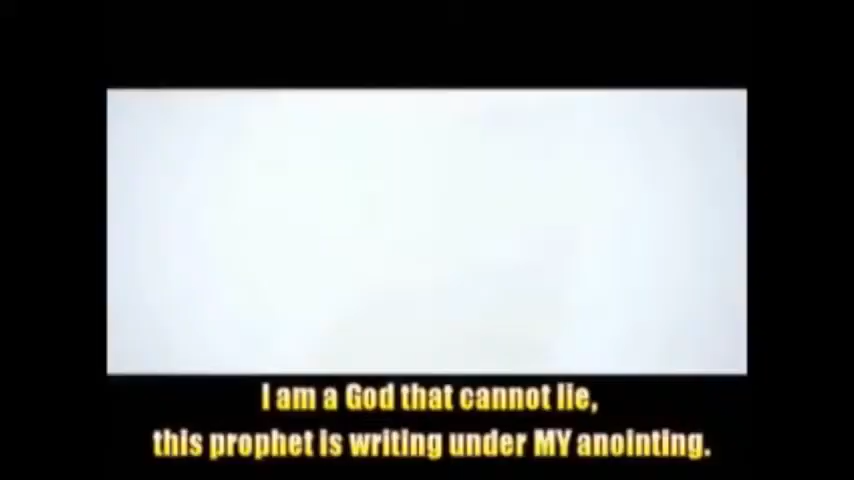 I am a God that cannot lie,
this prophet is writing under MY anointing.